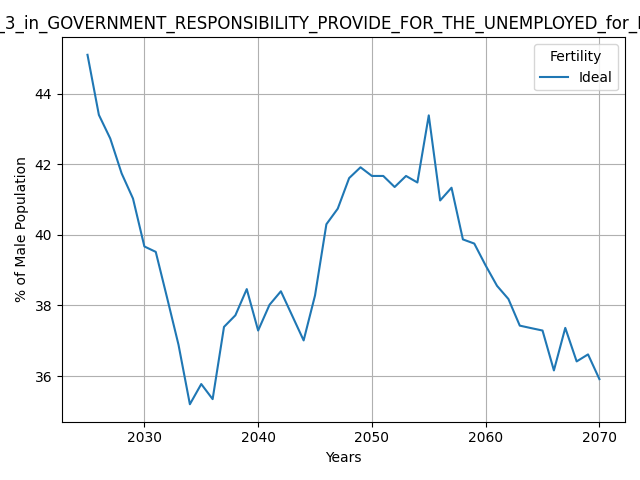 _3_in_GOVERNMENT_RESPONSIBILITY_PROVIDE_FOR_THE_UNEMPLOYED_for_
Fertility
Ideal
44
42
40
38
36
% of Male Population
2030 2040 2050 2060 2070
Years